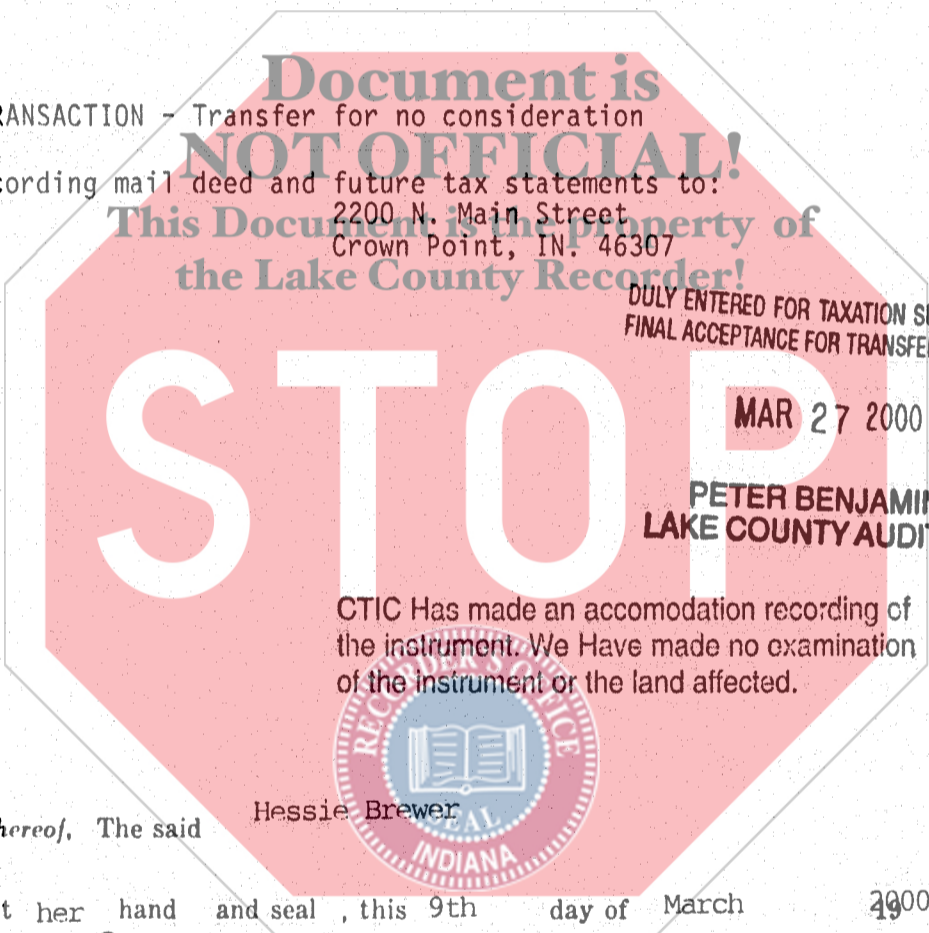 Document is
RANSACTION - Transfer for no consideration
NOT OFFICIAL!
cording mail deed and future tax statements to:
This Document is the property of
2200 N. Main Street
Crown Point, IN. 46307
the Lake County Recorder!
DULY ENTERED FOR TAXATION S
FINAL ACCEPTANCE FOR TRANSFE
STOP
MAR 27 2000
PETER BENJAMI
LAKE COUNTY AUDI
CTIC Has made an accomodation recording of
the instrument. We Have made no examination
of the instrument or the land affected.
RECORDER'S OFFICE
SEAL
INDIANA
hereof, The said Hessie Brewer
t her hand and seal , this 9th day of March 2000